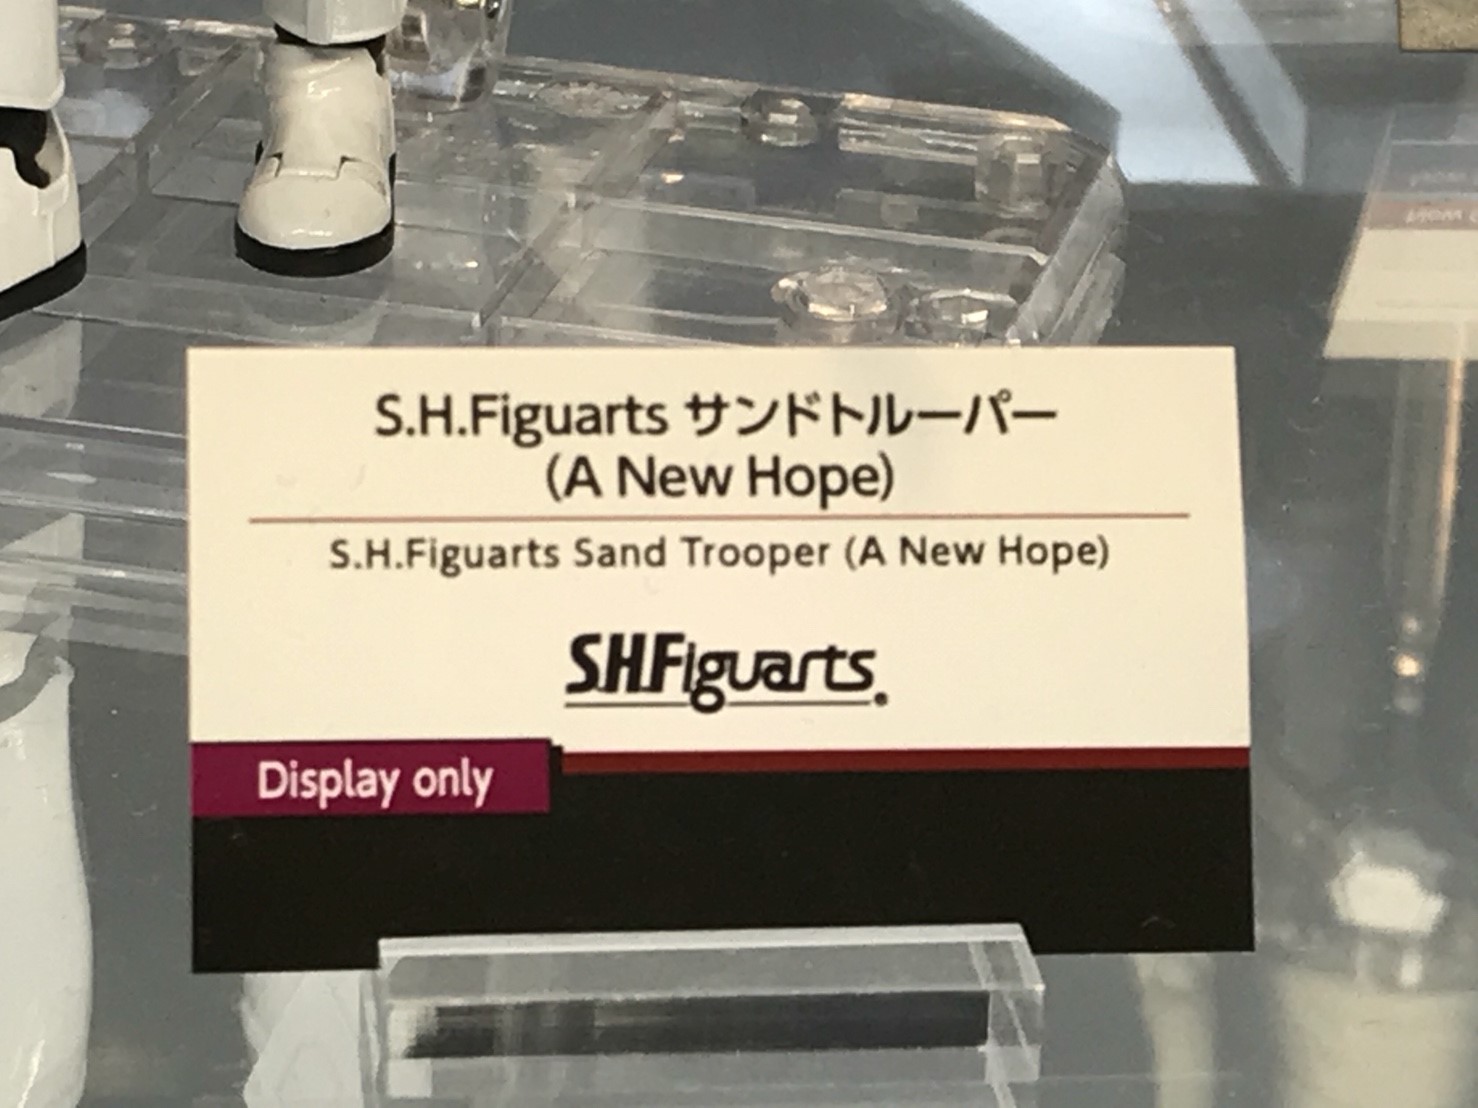 S.H.Figuarts サンドトルーパー
(A New Hope)
S.H.Figuarts Sand Trooper (A New Hope)
S.H.Figuarts
Display only